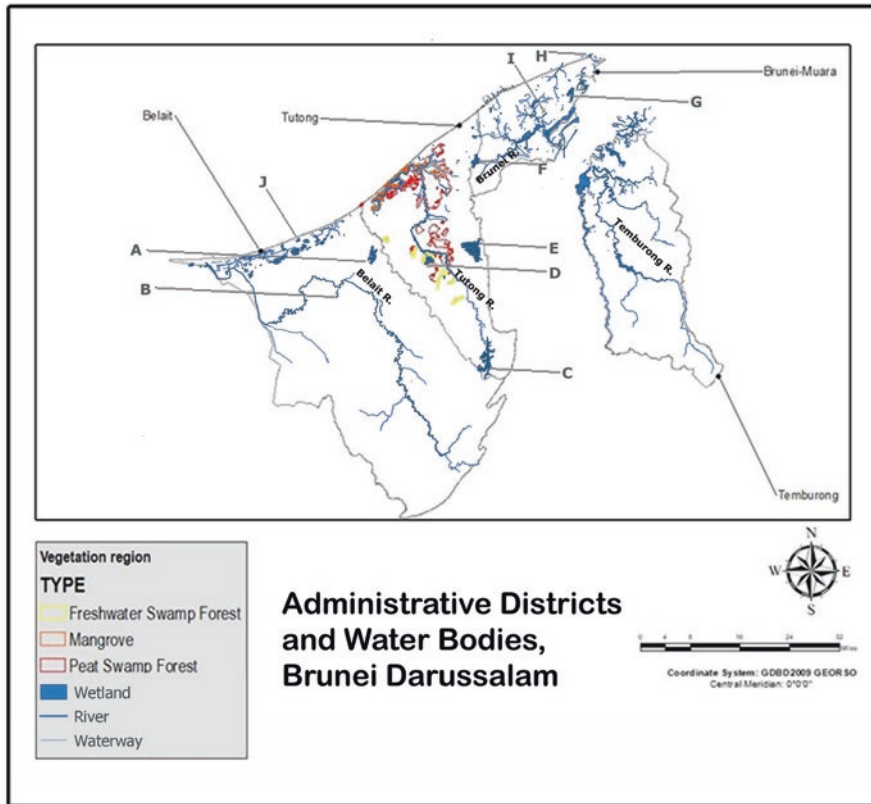 H
I
Brunei-Muara
Belait
Tutong
G
J
Brunei R.
F
A
E
Temburong R.
D
B
Belait R.
Tutong R.
C
Temburong
Vegetation region
TYPE
Freshwater Swamp Forest
Mangrove
Peat Swamp Forest
Wetland
River
Waterway
Administrative Districts
and Water Bodies,
Brunei Darussalam
N
W E
S
0 4 8 16 24 32
Miles
Coordinate System: GDBD2009 GEORSO
Central Meridian: 0°0'0"